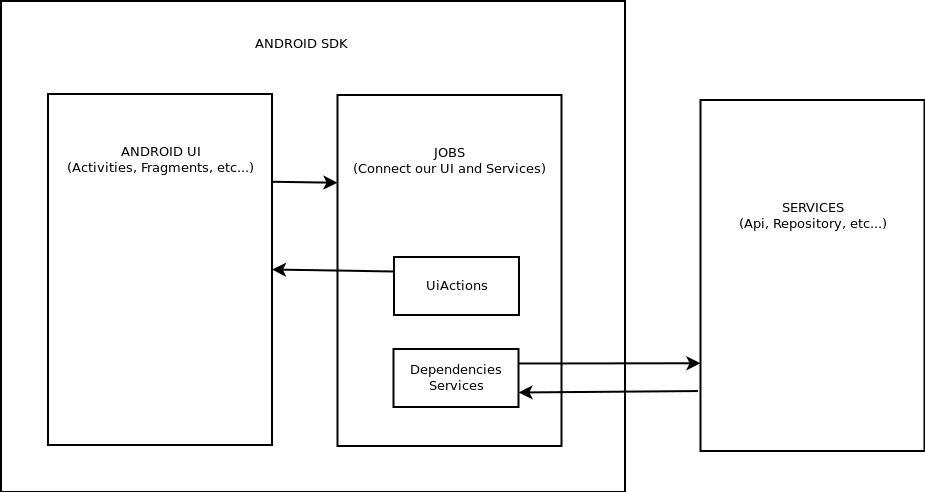 ANDROID SDK
ANDROID UI
(Activities, Fragments, etc...)
JOBS
(Connect our UI and Services)
UiActions
Dependencies
Services
SERVICES
(Api, Repository, etc...)